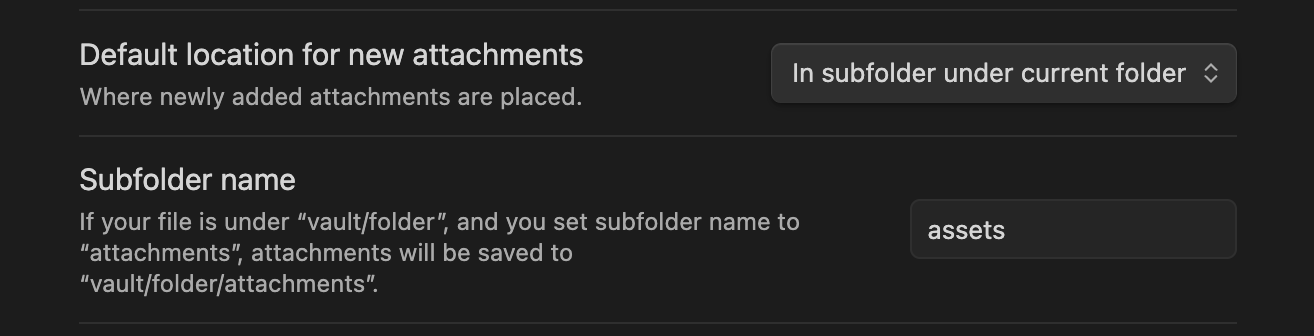 Default location for new attachments
Where newly added attachments are placed.
In subfolder under current folder
Subfolder name
If your file is under “vault/folder”, and you set subfolder name to
“attachments”, attachments will be saved to
“vault/folder/attachments”.
assets